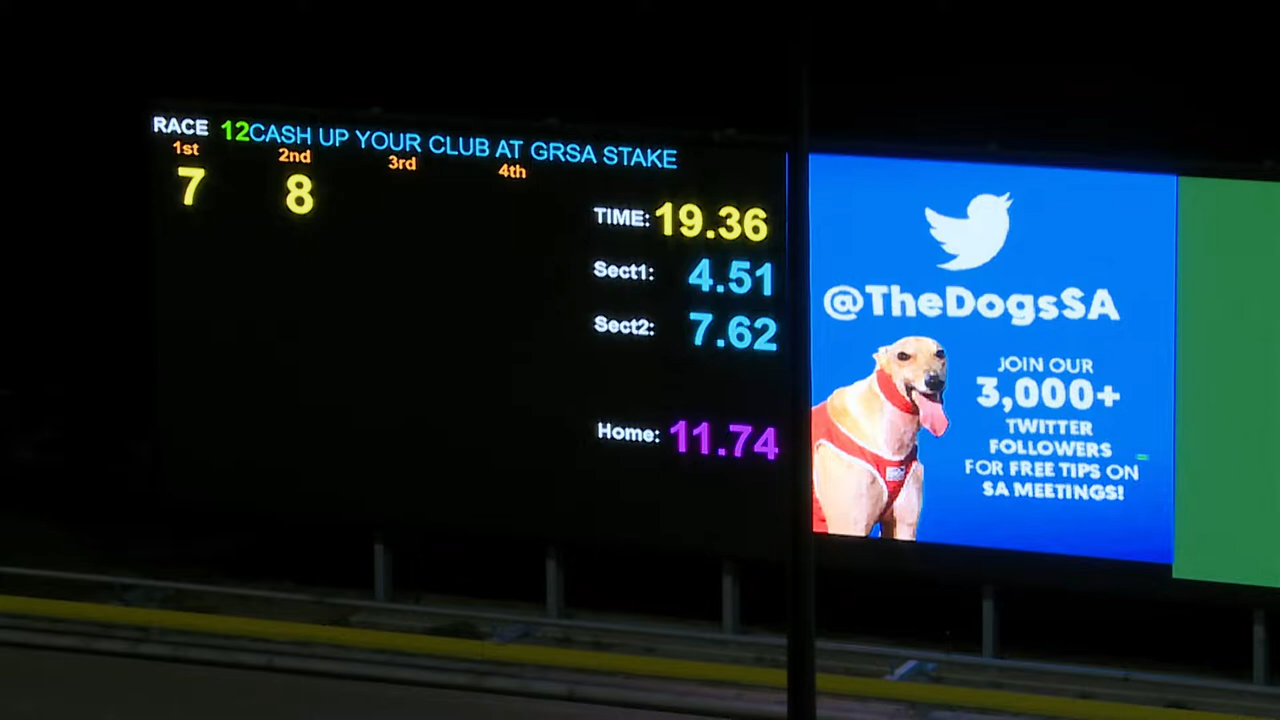 RACE 12CASH UP YOUR CLUB AT GRSA STAKE
1st 2nd 3rd 4th
7 8
TIME: 19.36
Sect1: 4.51
Sect2: 7.62
Home: 11.74
@TheDogsSA
JOIN OUR
3,000+
TWITTER
FOLLOWERS
FOR FREE TIPS ON
SA MEETINGS!